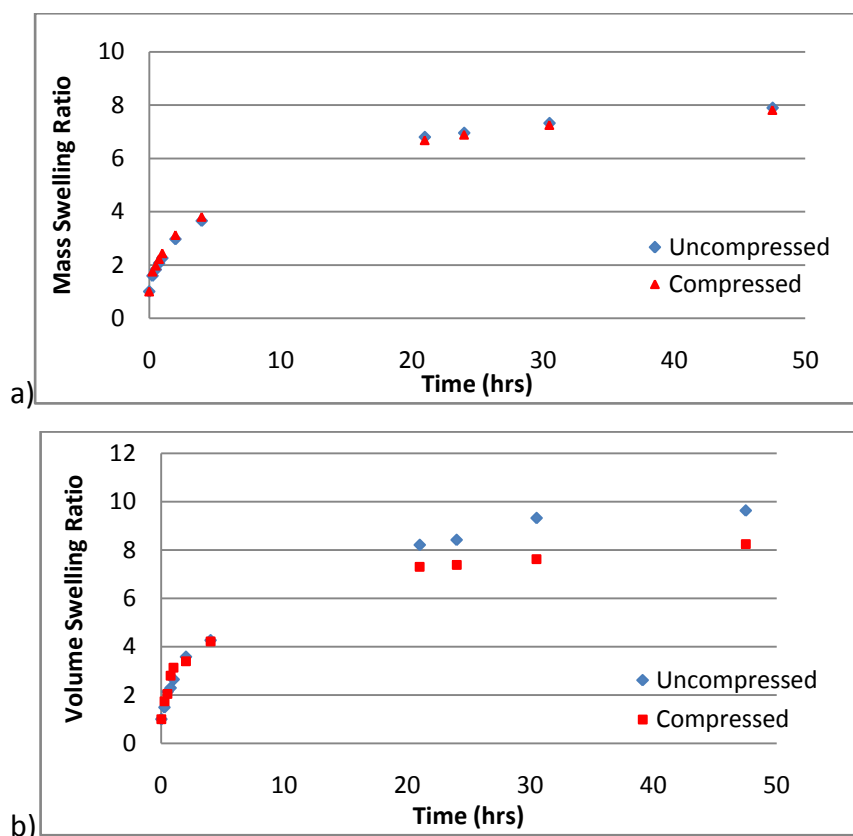 10
8
6
4
2
0
Mass Swelling Ratio
Uncompressed
Compressed
0 10 20 30 40 50
Time (hrs)
a)
12
10
8
6
4
2
0
Volume Swelling Ratio
Uncompressed
Compressed
0 10 20 30 40 50
Time (hrs)
b)